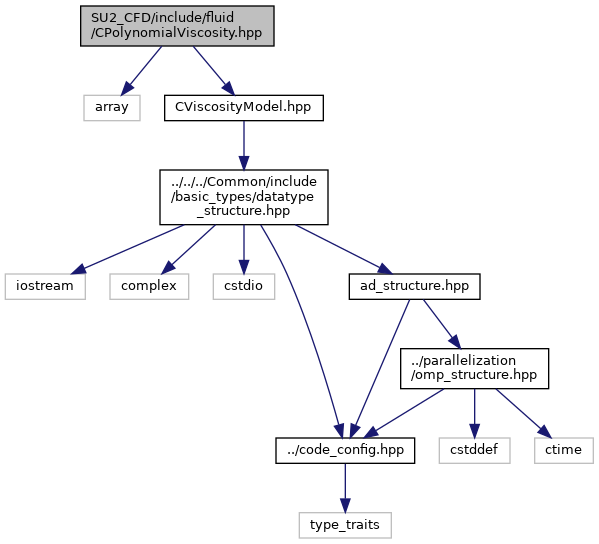 SU2_CFD/include/fluid
/CPolynomialViscosity.hpp
array
CViscosityModel.hpp
../../../Common/include
/basic_types/datatype
_structure.hpp
iostream
complex
cstdio
ad_structure.hpp
../parallelization
/omp_structure.hpp
../code_config.hpp
cstddef
ctime
type_traits